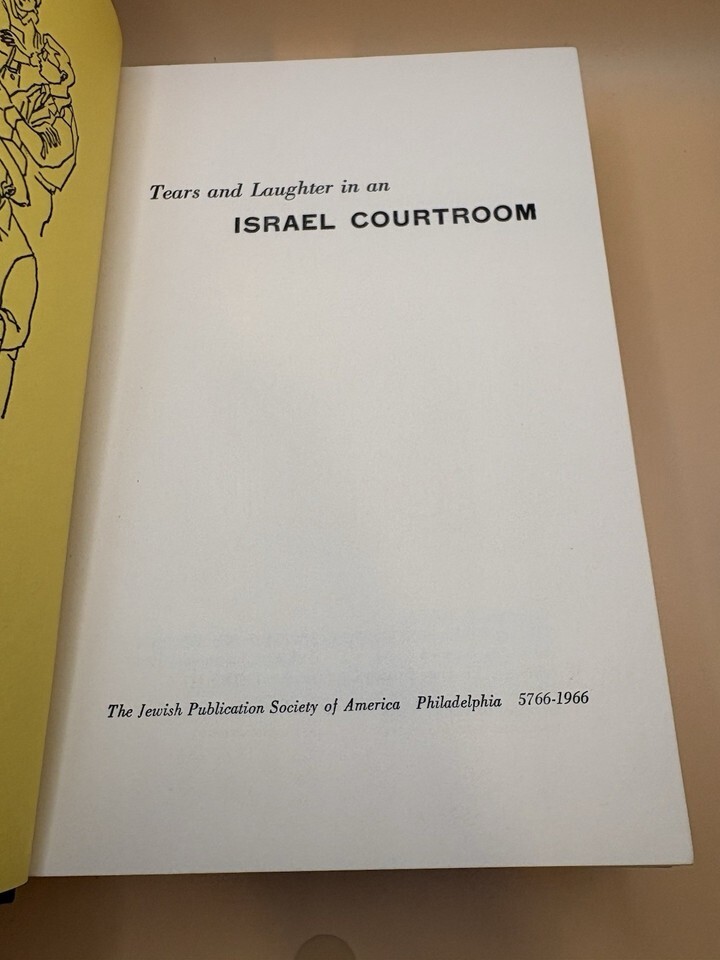 Tears and Laughter in an
ISRAEL COURTROOM
The Jewish Publication Society of America Philadelphia 5766-1966